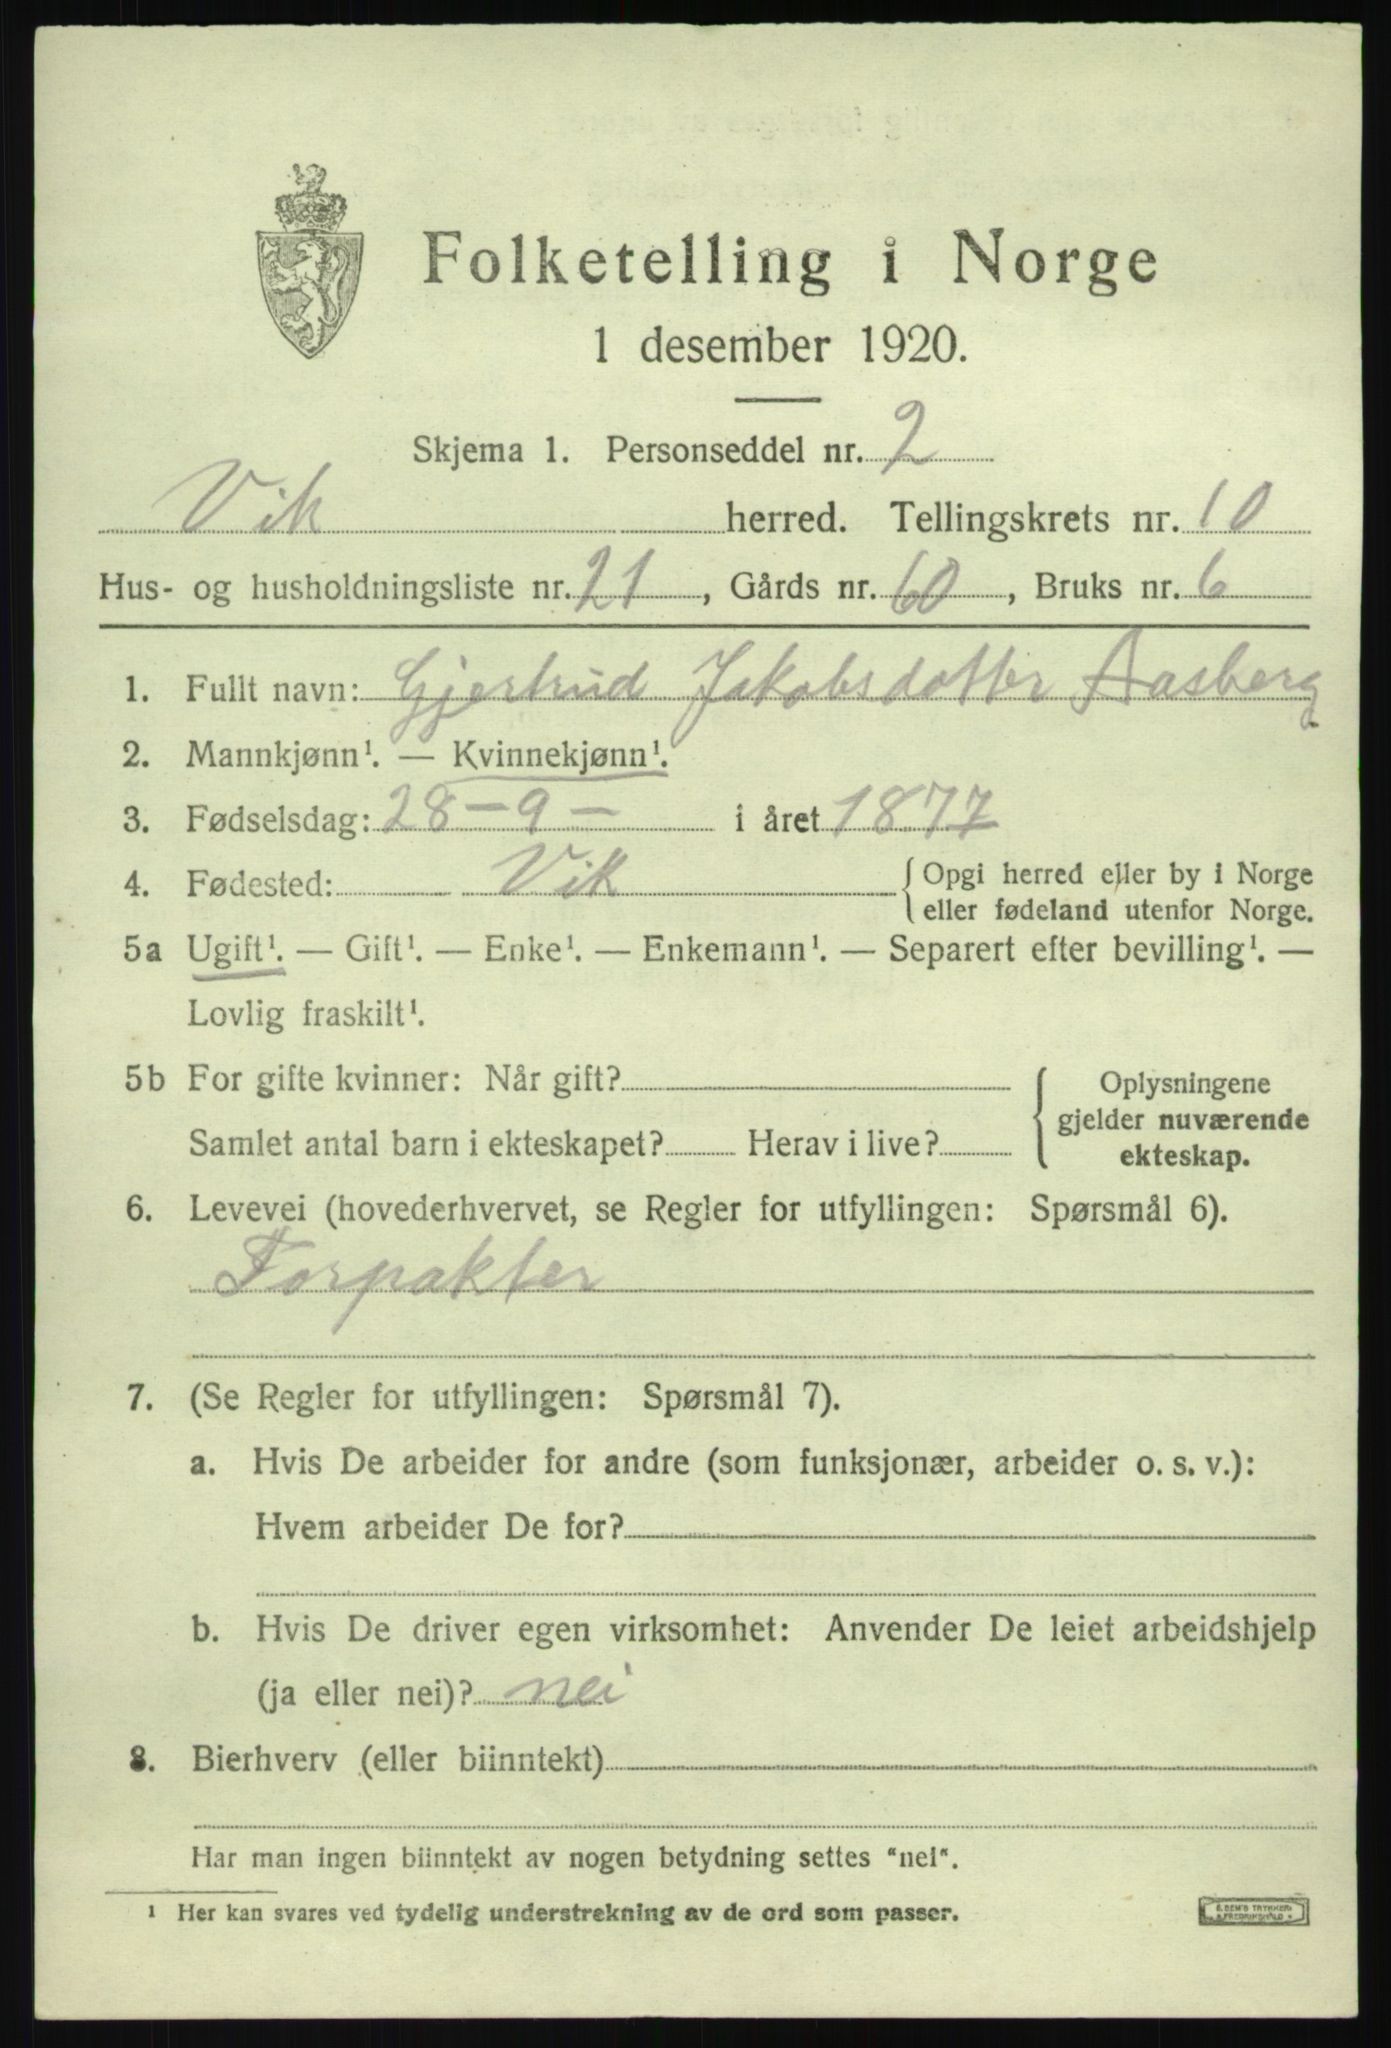 Folketelling i Norge
1 desember 1920.
Skjema 1. Personseddel nr. 2
Vik herred. Tellingskrets nr. 10
Hus- og husholdningsliste nr. 21, Gårds nr. 60, Bruks nr. 6
1. Fullt navn: Gjertrud Jakobsdotter Aasberg
2. Mannkjønn¹. — Kvinnekjønn¹.
3. Fødselsdag: 28 - 9 - i året 1877
4. Fødested: Vik { Opgi herred eller by i Norge
eller fødeland utenfor Norge.
5a Ugift¹. — Gift¹. — Enke¹. — Enkemann¹. — Separert efter bevilling¹. —
Lovlig fraskilt¹.
5b For gifte kvinner: Når gift?
Samlet antal barn i ekteskapet? Herav i live?
{ Oplysningene
gjelder nuværende
ekteskap.
6. Levevei (hovederhvervet, se Regler for utfyllingen: Spørsmål 6).
Forpakter
7. (Se Regler for utfyllingen: Spørsmål 7).
a. Hvis De arbeider for andre (som funksjonær, arbeider o. s. v.):
Hvem arbeider De for?
b. Hvis De driver egen virksomhet: Anvender De leiet arbeidshjelp
(ja eller nei)? nei
8. Bierhverv (eller biinntekt)
Har man ingen biinntekt av nogen betydning settes "nei".
¹ Her kan svares ved tydelig understrekning av de ord som passer.